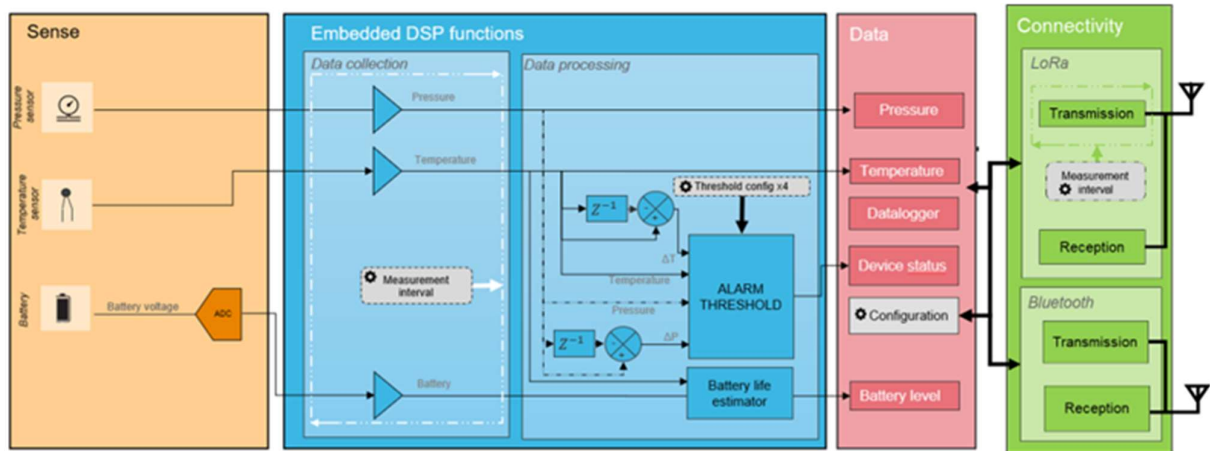 Sense
Pressure
sensor
Temperature
sensor
Battery
Battery voltage
ADC
Embedded DSP functions
Data collection
Pressure
Temperature
Measurement
interval
Battery
Data processing
Threshold config x4
Z⁻¹
ΔT
Temperature
ALARM
THRESHOLD
Pressure
Z⁻¹
ΔP
Battery life
estimator
Data
Pressure
Temperature
Datalogger
Device status
Configuration
Battery level
Connectivity
LoRa
Transmission
Measurement
interval
Reception
Bluetooth
Transmission
Reception